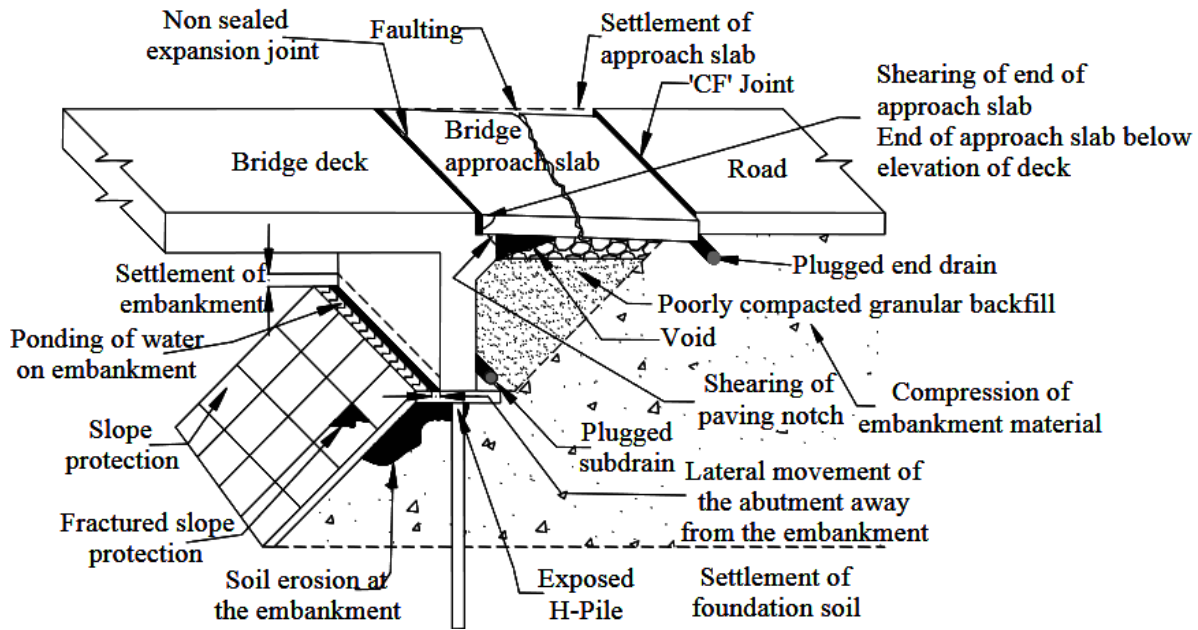 Non sealed
expansion joint
Faulting
Settlement of
approach slab
'CF' Joint
Shearing of end of
approach slab
End of approach slab below
elevation of deck
Bridge deck
Bridge
approach slab
Road
Settlement of
embankment
Plugged end drain
Poorly compacted granular backfill
Void
Ponding of water
on embankment
Shearing of
paving notch
Compression of
embankment material
Slope
protection
Plugged
subdrain
Lateral movement of
the abutment away
from the embankment
Fractured slope
protection
Soil erosion at
the embankment
Exposed
H-Pile
Settlement of
foundation soil